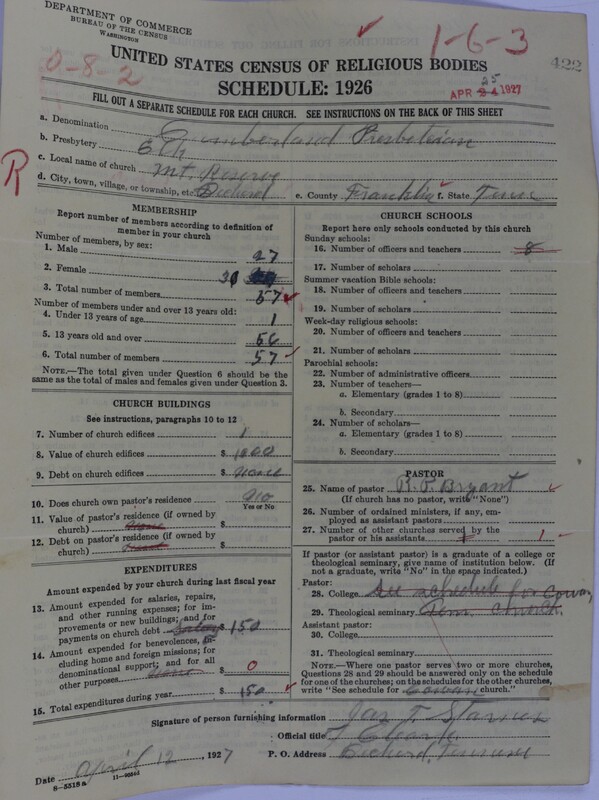 DEPARTMENT OF COMMERCE
BUREAU OF THE CENSUS
WASHINGTON
1-6-3
422
UNITED STATES CENSUS OF RELIGIOUS BODIES
0-8-2
SCHEDULE: 1926
APR 24 1927
25
FILL OUT A SEPARATE SCHEDULE FOR EACH CHURCH. SEE INSTRUCTIONS ON THE BACK OF THIS SHEET
a. Denomination Cumberland Presbyterian
b. Presbytery Elk
R
c. Local name of church Mt. Reserve
d. City, town, village, or township, etc. Decherd e. County Franklin f. State Tenn
MEMBERSHIP
Report number of members according to definition of
member in your church
Number of members, by sex:
1. Male 27
2. Female 30
3. Total number of members 57
Number of members under and over 13 years old:
4. Under 13 years of age 1
5. 13 years old and over 56
6. Total number of members 57
NOTE.—The total given under Question 6 should be the
same as the total of males and females given under Question 3.
CHURCH BUILDINGS
See instructions, paragraphs 10 to 12
7. Number of church edifices 1
8. Value of church edifices $ 1000
9. Debt on church edifices $ None
10. Does church own pastor's residence no
Yes or No
11. Value of pastor's residence (if owned by
church) None $
12. Debt on pastor's residence (if owned by
church) $
EXPENDITURES
Amount expended by your church during last fiscal year
13. Amount expended for salaries, repairs,
and other running expenses; for im-
provements or new buildings; and for
payments on church debt Salary $ 150
14. Amount expended for benevolences, in-
cluding home and foreign missions; for
denominational support; and for all
other purposes None $ 0
15. Total expenditures during year $ 150
CHURCH SCHOOLS
Report here only schools conducted by this church
Sunday schools:
16. Number of officers and teachers 8
17. Number of scholars
Summer vacation Bible schools:
18. Number of officers and teachers
19. Number of scholars
Week-day religious schools:
20. Number of officers and teachers
21. Number of scholars
Parochial schools:
22. Number of administrative officers
23. Number of teachers—
a. Elementary (grades 1 to 8)
b. Secondary
24. Number of scholars—
a. Elementary (grades 1 to 8)
b. Secondary
PASTOR
25. Name of pastor R. P. Bryant
(If church has no pastor, write "None")
26. Number of ordained ministers, if any, em-
ployed as assistant pastors
27. Number of other churches served by the
pastor or his assistants 1
If pastor (or assistant pastor) is a graduate of a college or
theological seminary, give name of institution below. (If
not a graduate, write "No" in the space indicated.)
Pastor:
28. College See schedule for Cowan,
29. Theological seminary Tenn. church
Assistant pastor:
30. College
31. Theological seminary
NOTE.—Where one pastor serves two or more churches,
Questions 28 and 29 should be answered only on the schedule
for one of the churches; on the schedules for the other churches,
write "See schedule for Cowan church."
Signature of person furnishing information Jas. F. Starnes
Official title Clerk
Date April 12, 1927 P. O. Address Decherd, Tennessee
8-5518 a